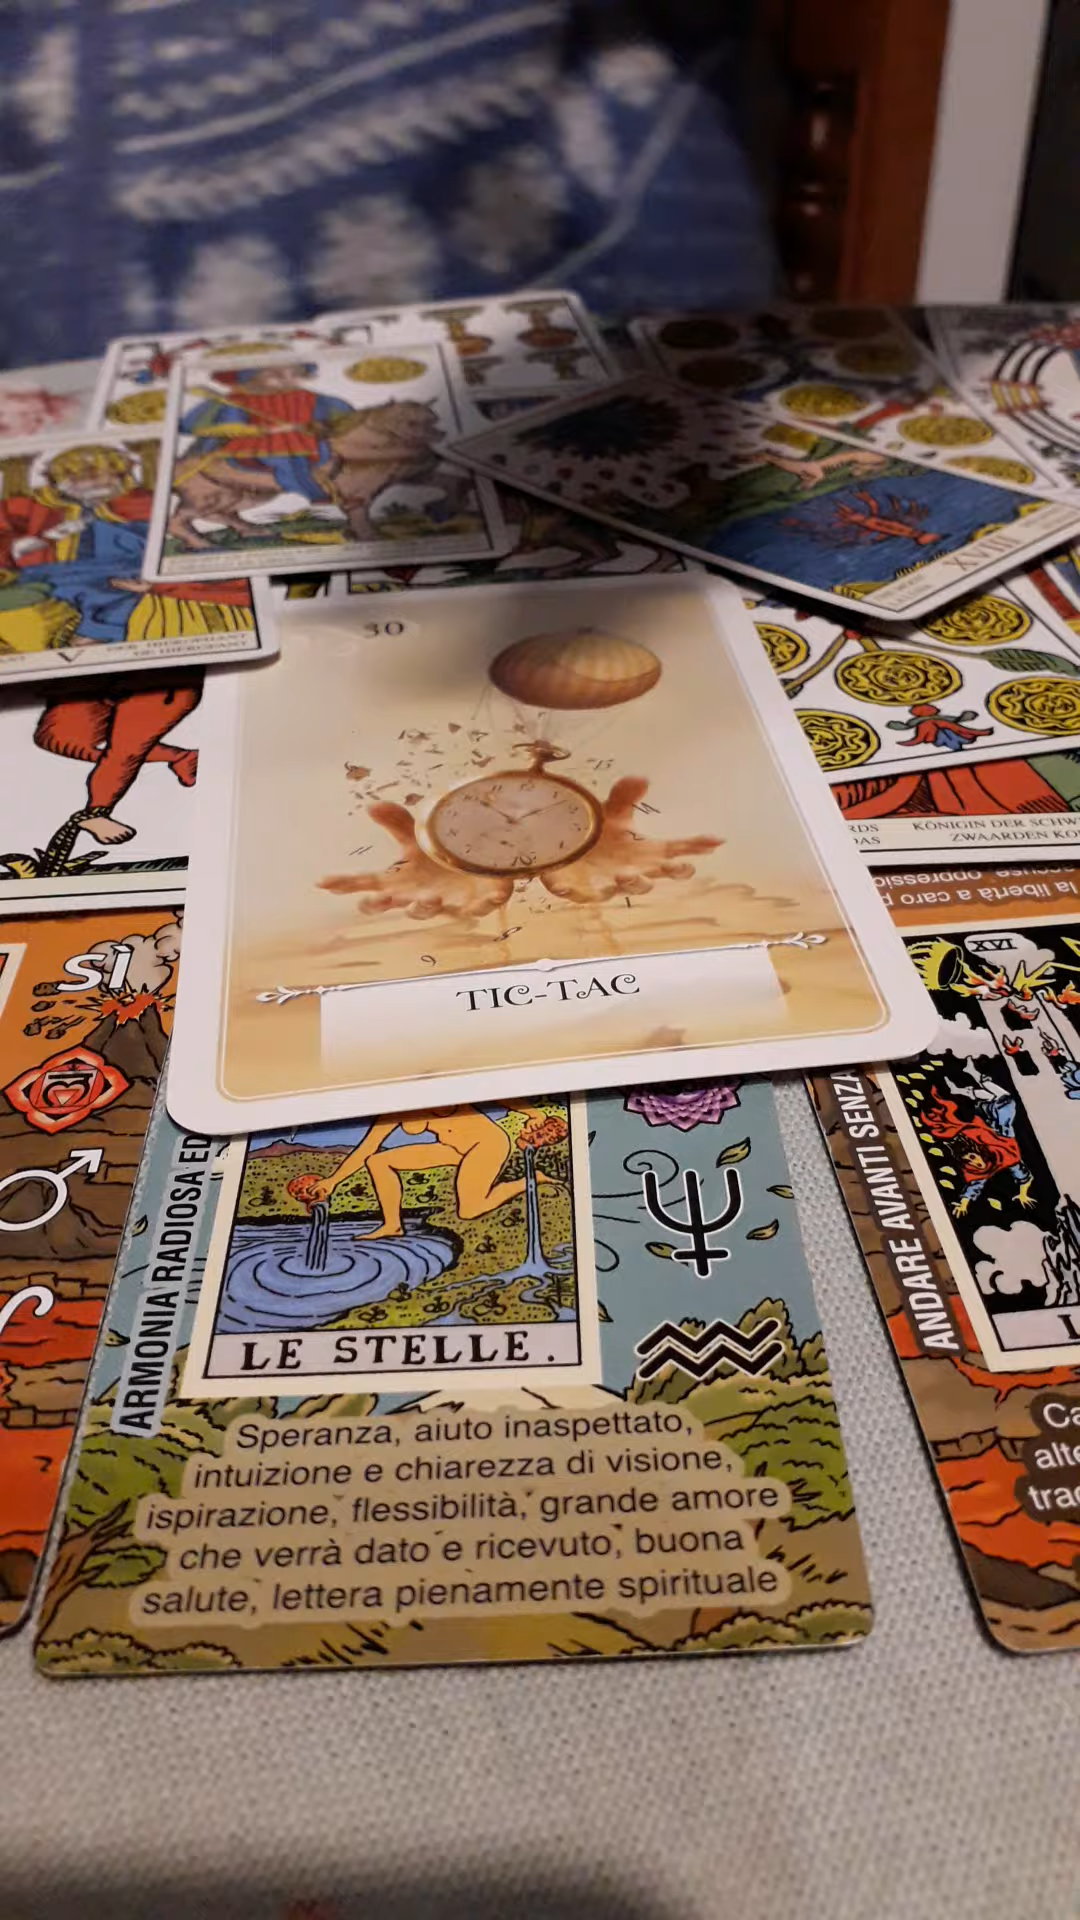 30
TIC-TAC
V
DER HIEROPHANT
XVIII
KÖNIGIN DER SCHW
ZWAARDEN KO
SÌ
XVI
ARMONIA RADIOSA ED
ANDARE AVANTI SENZA
LE STELLE.
Speranza, aiuto inaspettato,
intuizione e chiarezza di visione,
ispirazione, flessibilità, grande amore
che verrà dato e ricevuto, buona
salute, lettera pienamente spirituale
la libertà a caro p